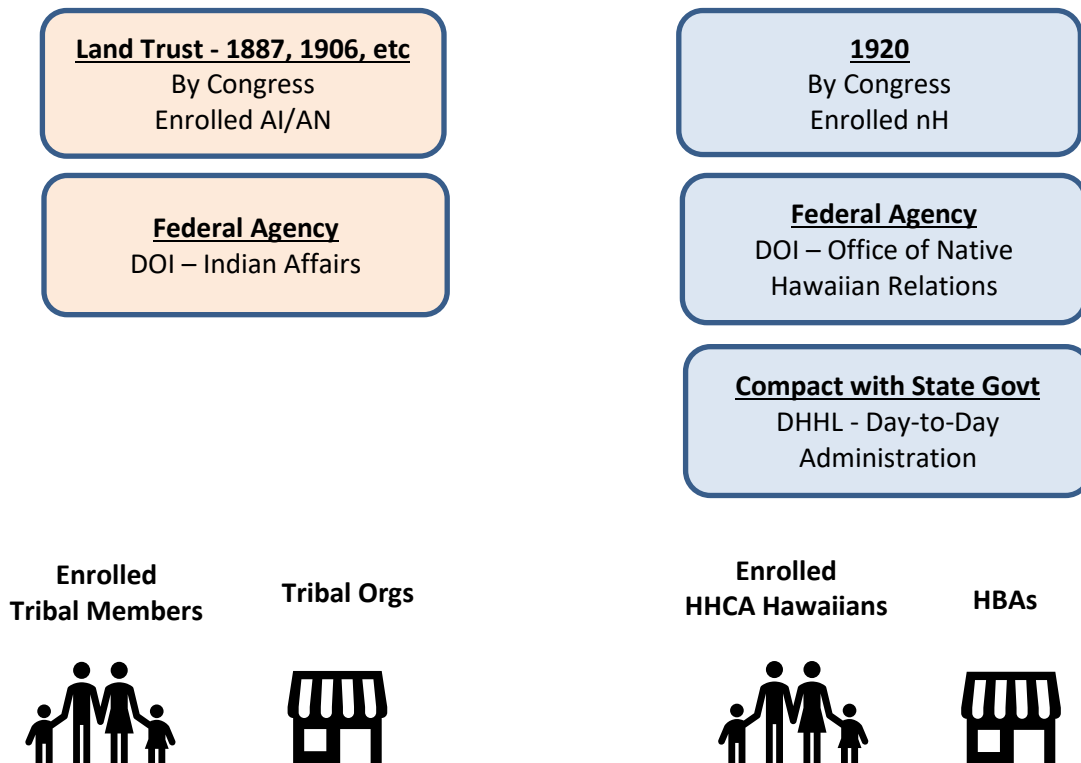 Land Trust - 1887, 1906, etc
By Congress
Enrolled AI/AN
Federal Agency
DOI – Indian Affairs
1920
By Congress
Enrolled nH
Federal Agency
DOI – Office of Native
Hawaiian Relations
Compact with State Govt
DHHL - Day-to-Day
Administration
Enrolled
Tribal Members
Tribal Orgs
Enrolled
HHCA Hawaiians
HBAs